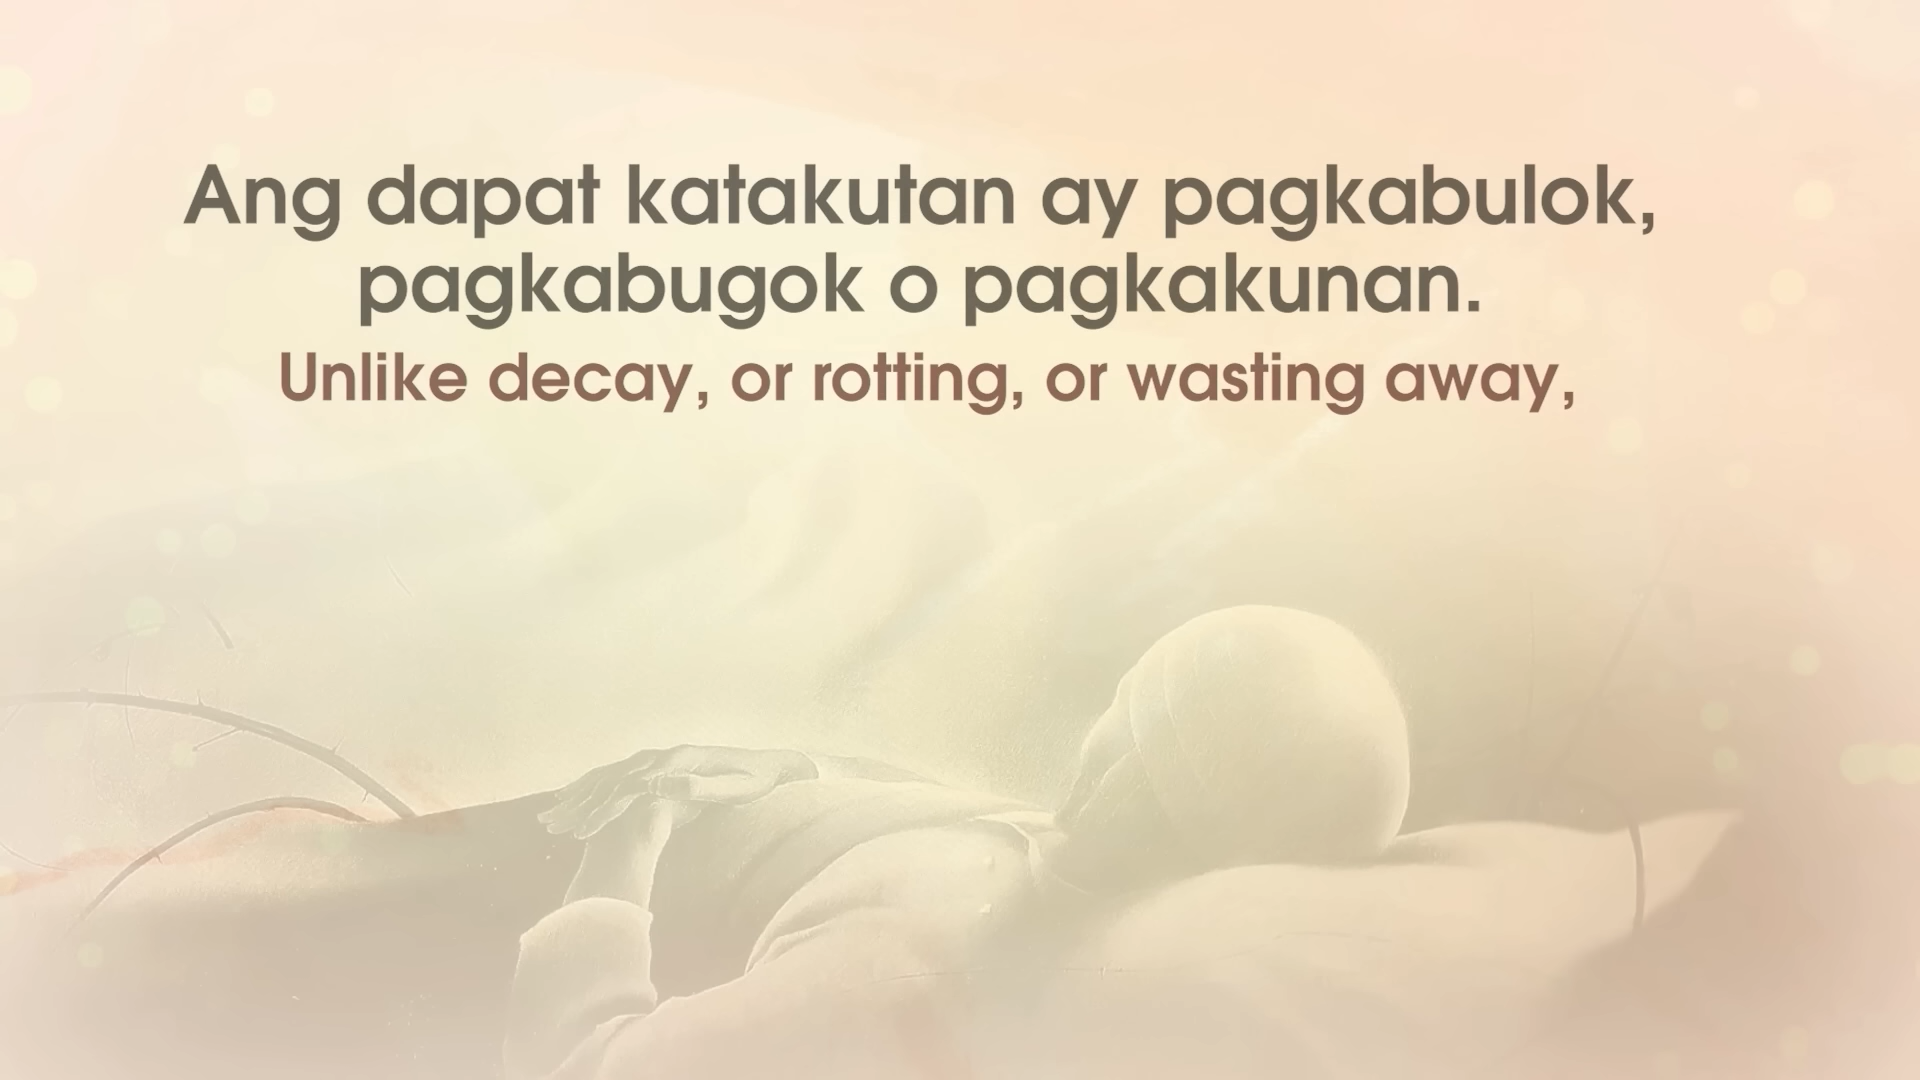 Ang dapat katakutan ay pagkabulok,
pagkabugok o pagkakunan.
Unlike decay, or rotting, or wasting away,